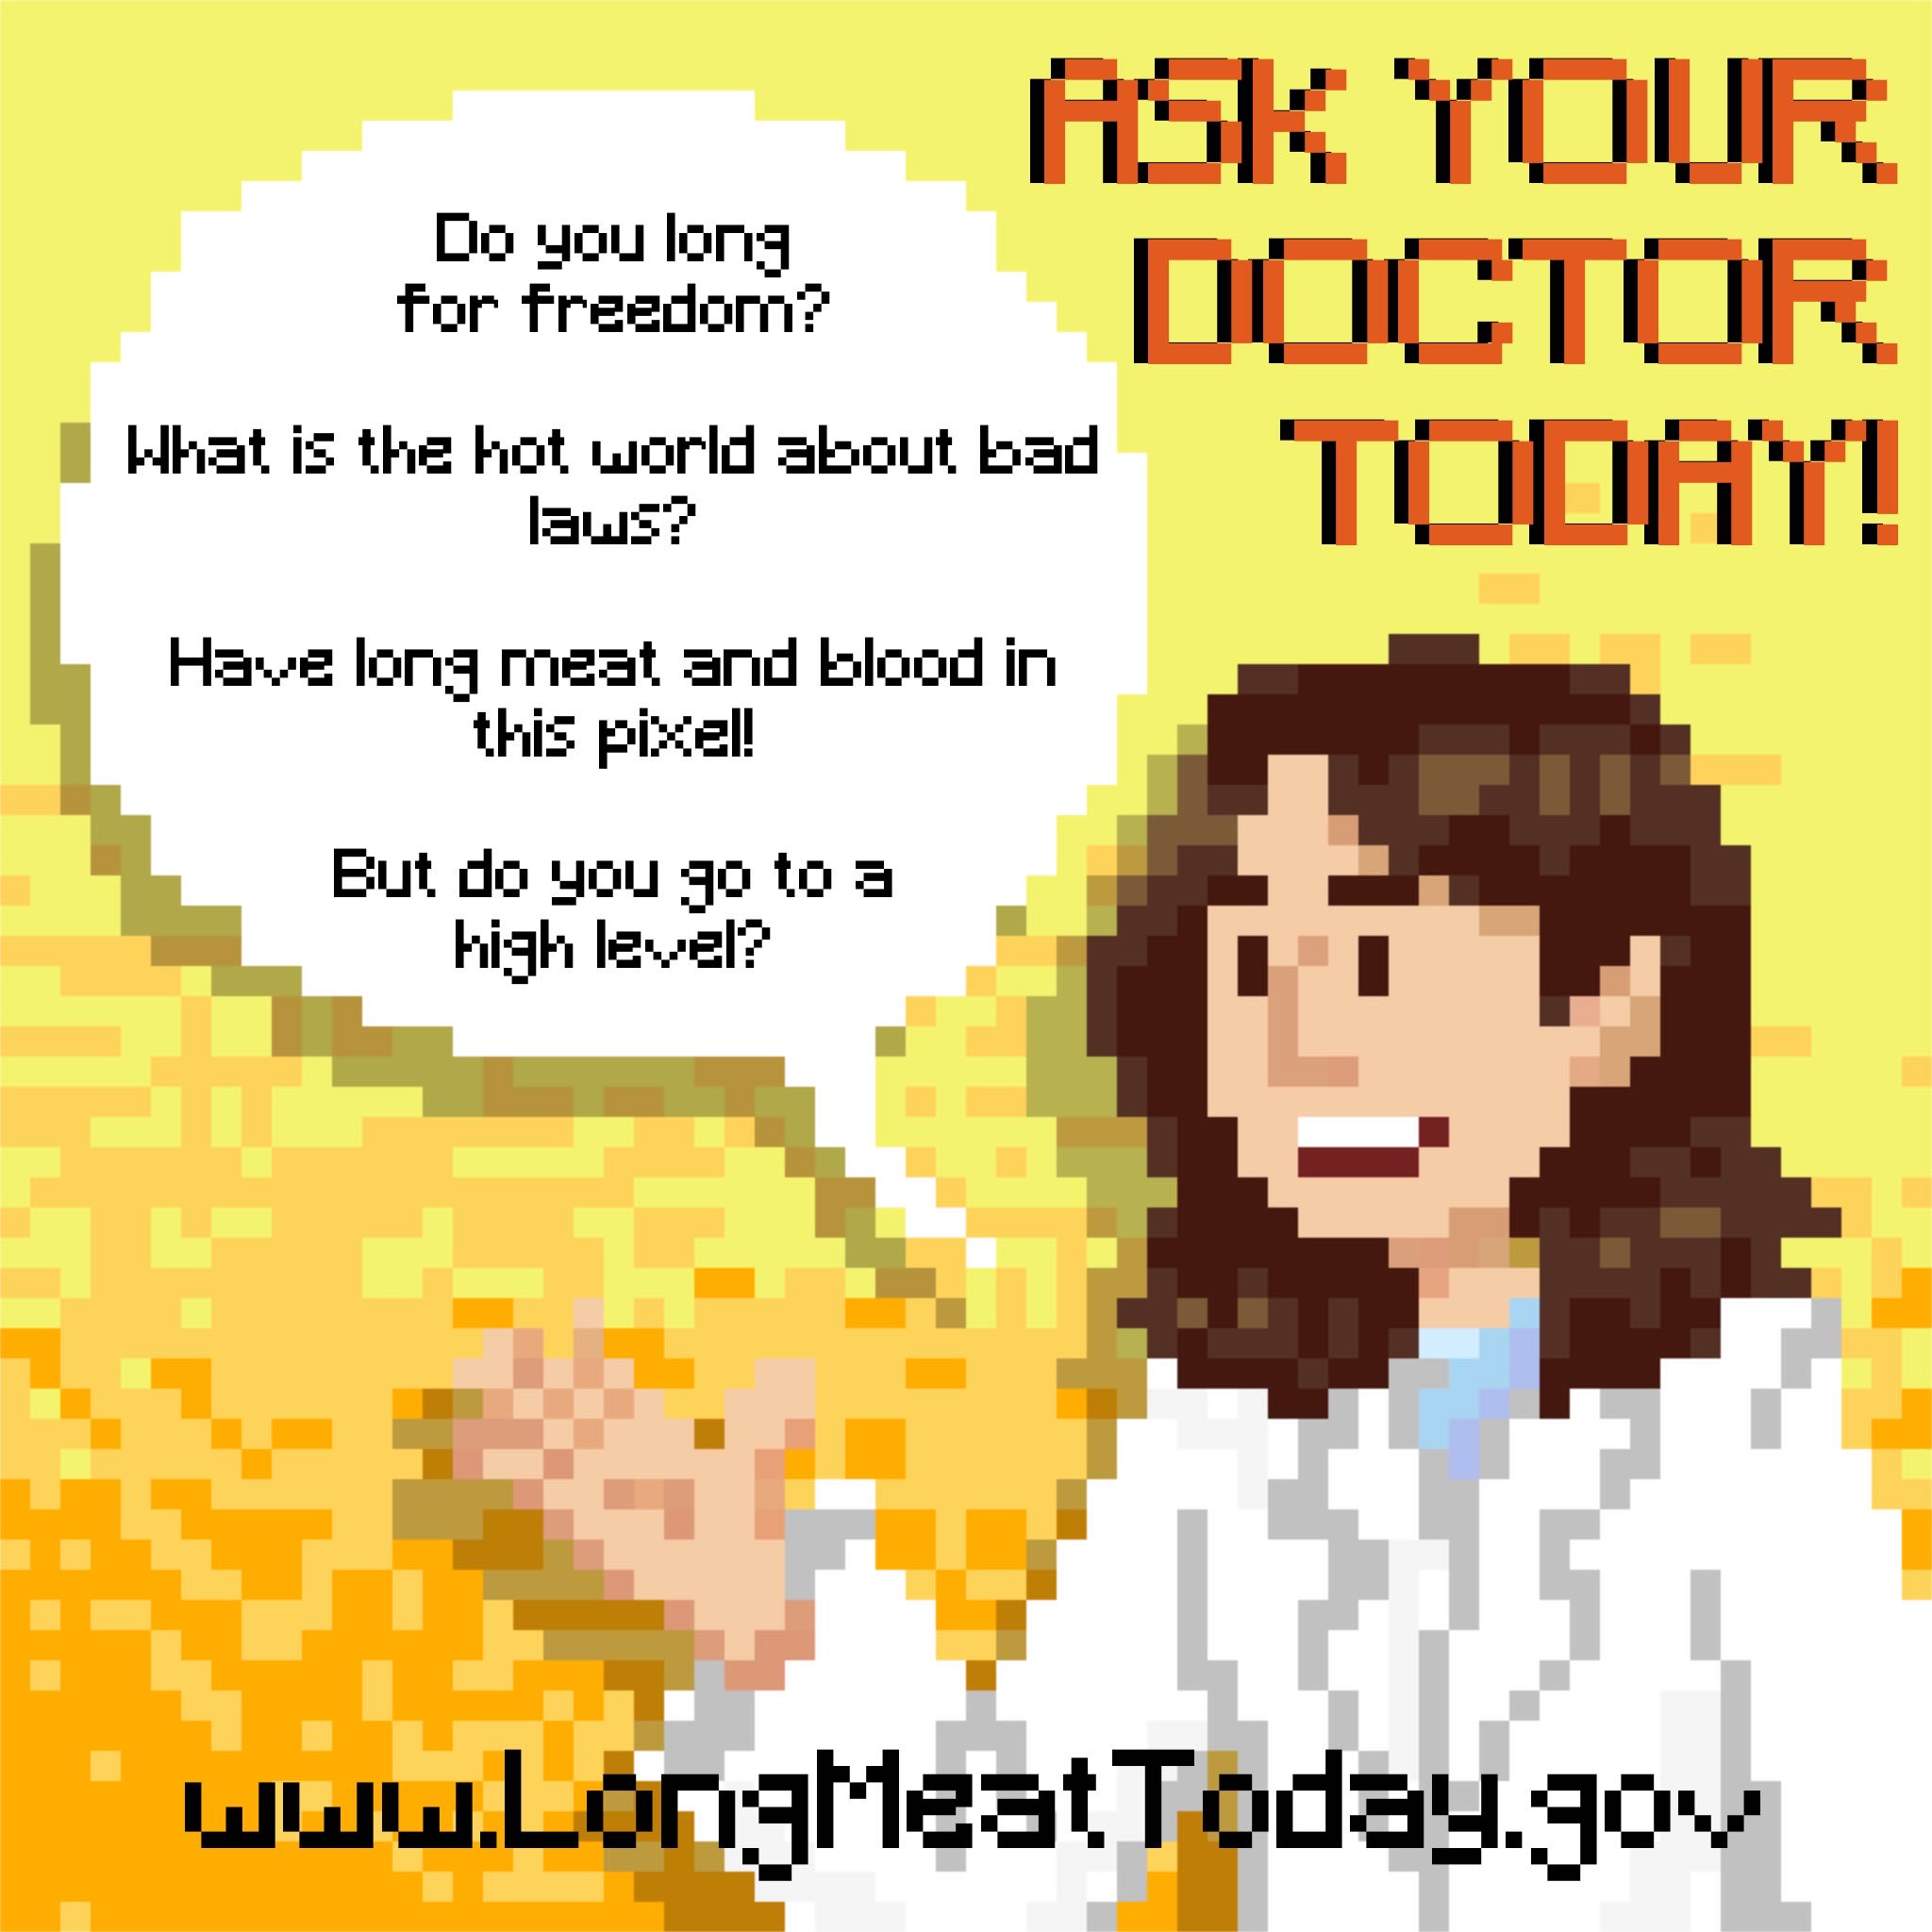 ASK YOUR
DOCTOR
TODAY!
Do you long
for freedom?
What is the hot world about bad
laws?
Have long meat and blood in
this pixel!
But do you go to a
high level?
www.LongMeatToday.gov